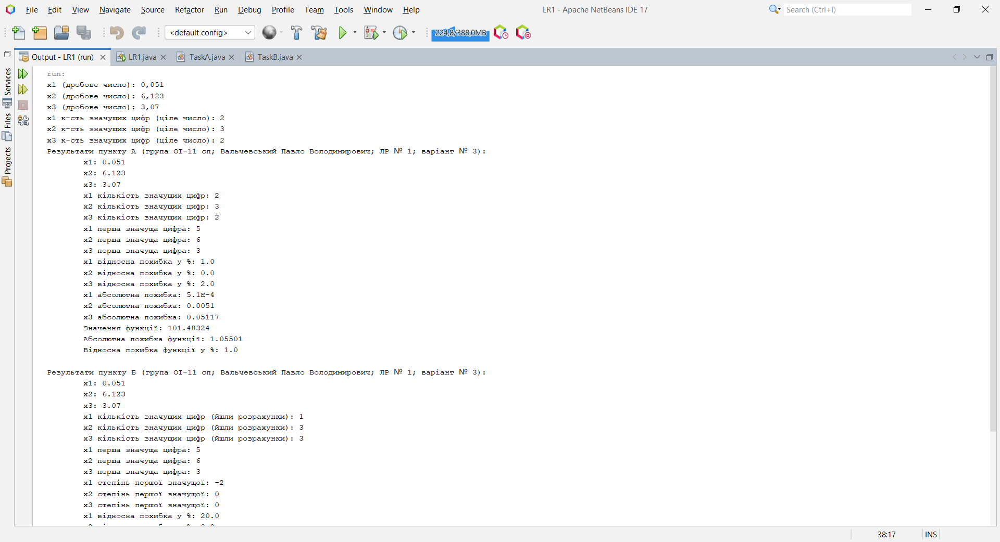 File Edit View Navigate Source Refactor Run Debug Profile Team Tools Window Help LR1 - Apache NetBeans IDE 17 Search (Ctrl+I)
<default config> 224,8/388,0MB
Output - LR1 (run) LR1.java TaskA.java TaskB.java
Services
Files
Projects
run:
x1 (дробове число): 0,051
x2 (дробове число): 6,123
x3 (дробове число): 3,07
x1 к-сть значущих цифр (ціле число): 2
x2 к-сть значущих цифр (ціле число): 3
x3 к-сть значущих цифр (ціле число): 2
Результати пункту А (група ОІ-11 сп; Вальчевський Павло Володимирович; ЛР № 1; варіант № 3):
x1: 0.051
x2: 6.123
x3: 3.07
x1 кількість значущих цифр: 2
x2 кількість значущих цифр: 3
x3 кількість значущих цифр: 2
x1 перша значуща цифра: 5
x2 перша значуща цифра: 6
x3 перша значуща цифра: 3
x1 відносна похибка у %: 1.0
x2 відносна похибка у %: 0.0
x3 відносна похибка у %: 2.0
x1 абсолютна похибка: 5.1E-4
x2 абсолютна похибка: 0.0051
x3 абсолютна похибка: 0.05117
Значення функції: 101.48324
Абсолютна похибка функції: 1.05501
Відносна похибка функції у %: 1.0
Результати пункту Б (група ОІ-11 сп; Вальчевський Павло Володимирович; ЛР № 1; варіант № 3):
x1: 0.051
x2: 6.123
x3: 3.07
x1 кількість значущих цифр (йшли розрахунки): 1
x2 кількість значущих цифр (йшли розрахунки): 3
x3 кількість значущих цифр (йшли розрахунки): 3
x1 перша значуща цифра: 5
x2 перша значуща цифра: 6
x3 перша значуща цифра: 3
x1 степінь першої значущої: -2
x2 степінь першої значущої: 0
x3 степінь першої значущої: 0
x1 відносна похибка у %: 20.0
38:17 INS